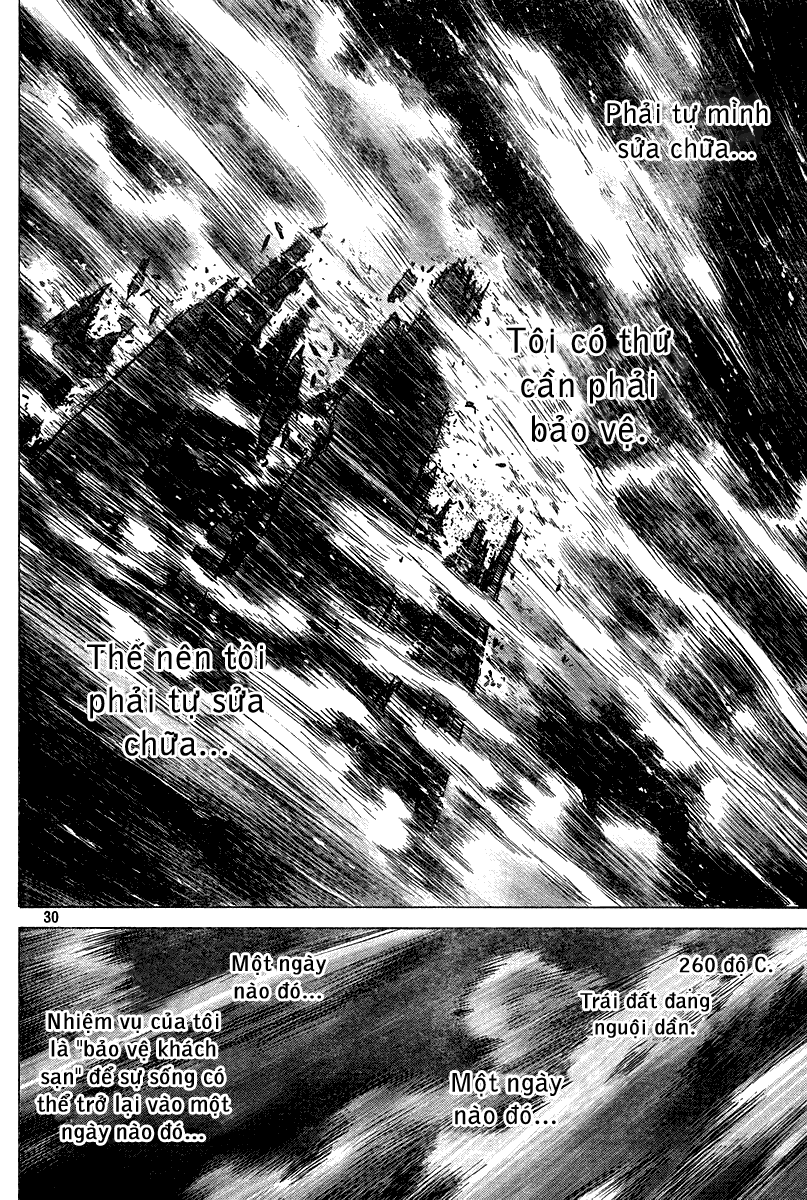 Phải tự mình
sửa chữa...
Tôi có thứ
cần phải
bảo vệ.
Thế nên tôi
phải tự sửa
chữa...
30
260 độ C.
Trái đất đang
nguội dần.
Một ngày
nào đó...
Một ngày
nào đó...
Nhiệm vụ của tôi
là "bảo vệ khách
sạn" để sự sống có
thể trở lại vào một
ngày nào đó...